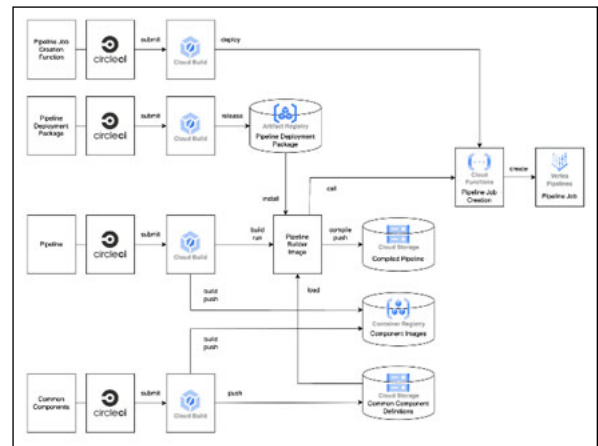 Pipeline Job
Creation
Function
circleci
submit
Cloud Build
deploy
Pipeline
Deployment
Package
circleci
submit
Cloud Build
release
Artifact Registry
Pipeline Deployment
Package
install
call
Cloud
Functions
Pipeline Job
Creation
create
Vertex
Pipelines
Pipeline Job
Pipeline
circleci
submit
Cloud Build
build
run
Pipeline
Builder
Image
compile
push
Cloud Storage
Compiled Pipeline
build
push
load
Container Registry
Component Images
build
push
Common
Components
circleci
submit
Cloud Build
push
Cloud Storage
Common Component
Definitions